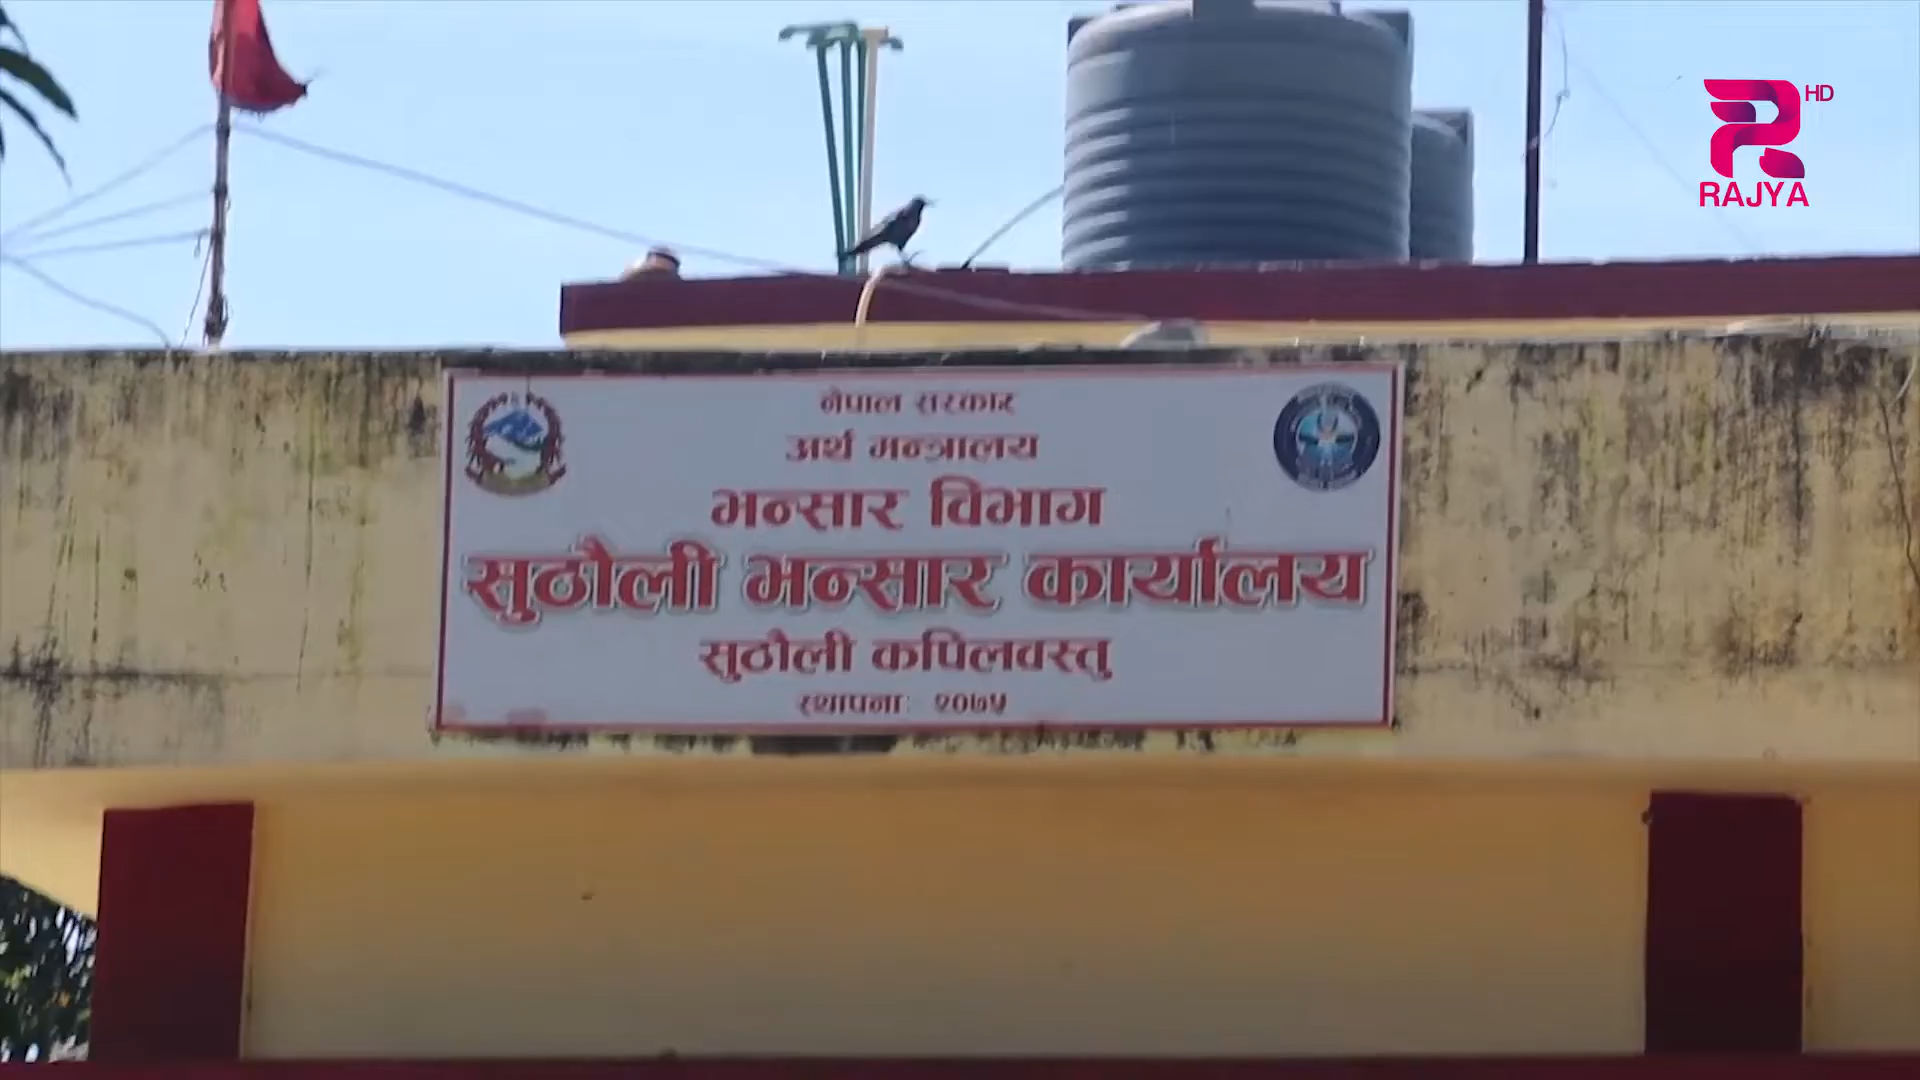 HD
RAJYA
नेपाल सरकार
अर्थ मन्त्रालय
भन्सार विभाग
सुठौली भन्सार कार्यालय
सुठौली कपिलवस्तु
स्थापनाः २०७५